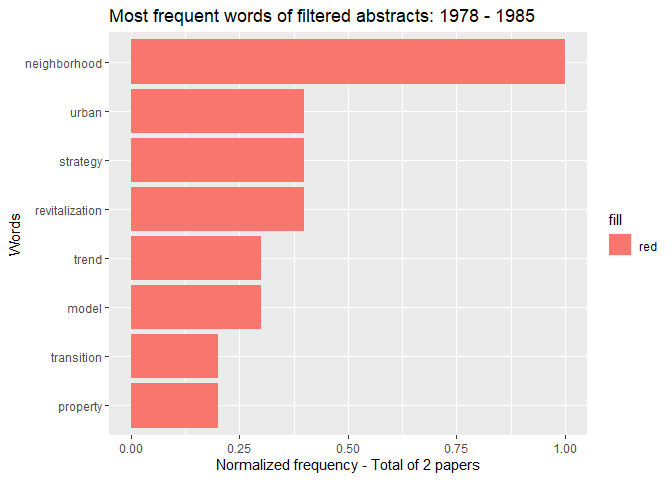 Most frequent words of filtered abstracts: 1978 - 1985
neighborhood
urban
strategy
revitalization
trend
model
transition
property
Words
0.00 0.25 0.50 0.75 1.00
Normalized frequency - Total of 2 papers
fill
red